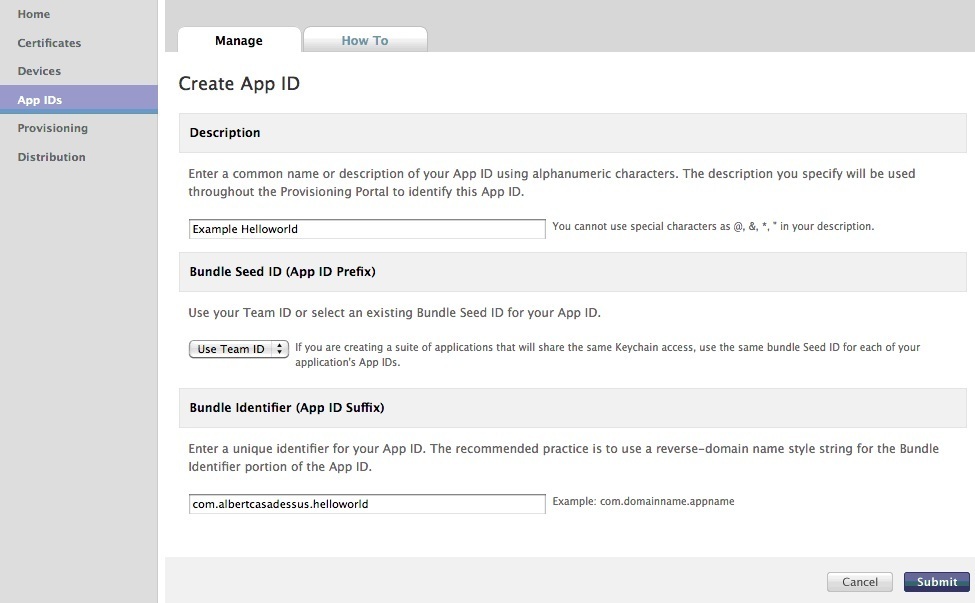 Home
Certificates
Devices
App IDs
Provisioning
Distribution
Manage
How To
Create App ID
Description
Enter a common name or description of your App ID using alphanumeric characters. The description you specify will be used
throughout the Provisioning Portal to identify this App ID.
Example Helloworld
You cannot use special characters as @, &, *, " in your description.
Bundle Seed ID (App ID Prefix)
Use your Team ID or select an existing Bundle Seed ID for your App ID.
Use Team ID
If you are creating a suite of applications that will share the same Keychain access, use the same bundle Seed ID for each of your
application's App IDs.
Bundle Identifier (App ID Suffix)
Enter a unique identifier for your App ID. The recommended practice is to use a reverse-domain name style string for the Bundle
Identifier portion of the App ID.
com.albertcasadessus.helloworld
Example: com.domainname.appname
Cancel
Submit